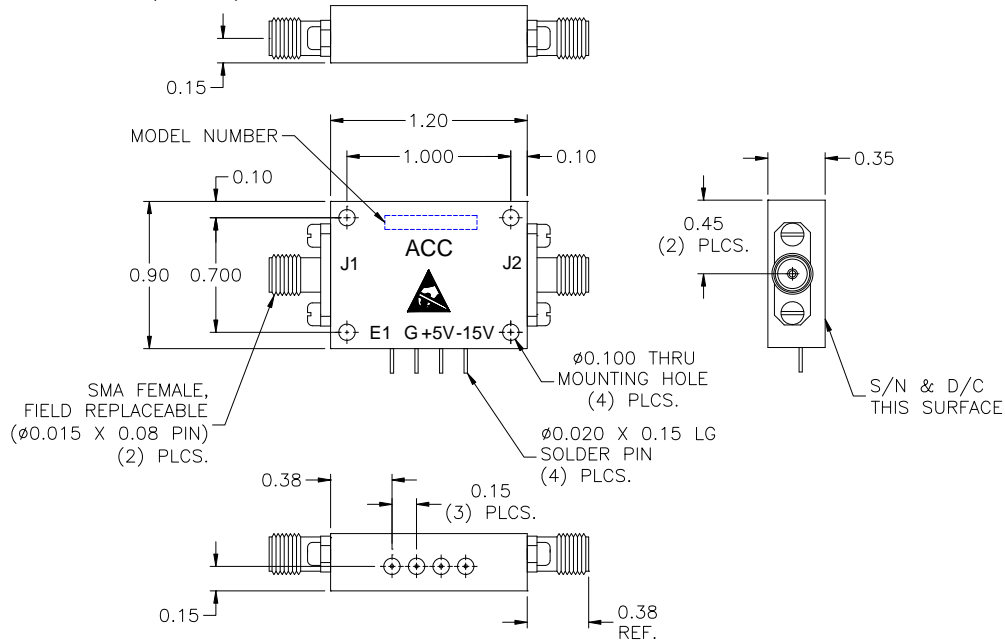 0.15
1.20
MODEL NUMBER
1.000
0.10
0.35
0.10
0.45
(2) PLCS.
ACC
0.90
0.700
J1
J2
E1 G +5V -15V
Ø0.100 THRU
MOUNTING HOLE
(4) PLCS.
SMA FEMALE,
FIELD REPLACEABLE
(Ø0.015 X 0.08 PIN)
(2) PLCS.
S/N & D/C
THIS SURFACE
Ø0.020 X 0.15 LG
SOLDER PIN
(4) PLCS.
0.38
0.15
(3) PLCS.
0.15
0.38
REF.